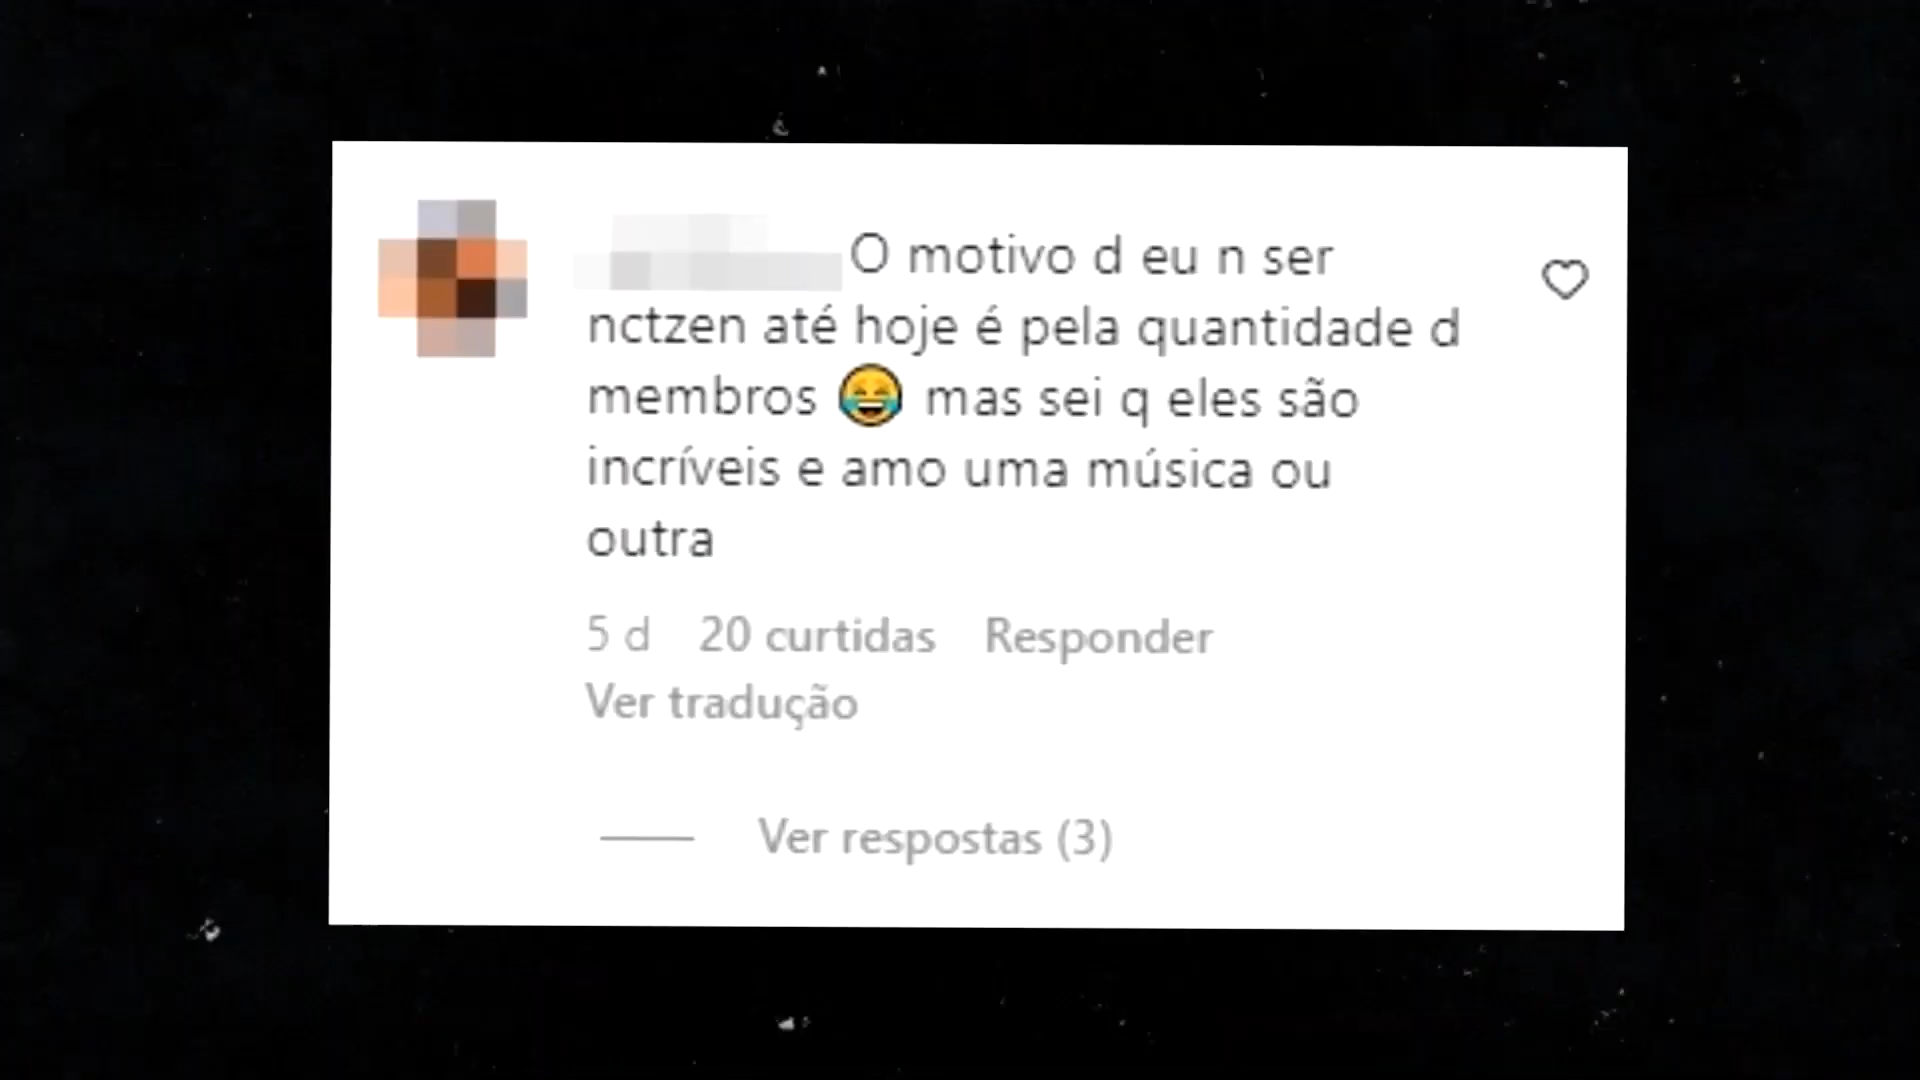 O motivo d eu n ser
nctzen até hoje é pela quantidade d
membros 😂 mas sei q eles são
incríveis e amo uma música ou
outra
5 d 20 curtidas Responder
Ver tradução
Ver respostas (3)